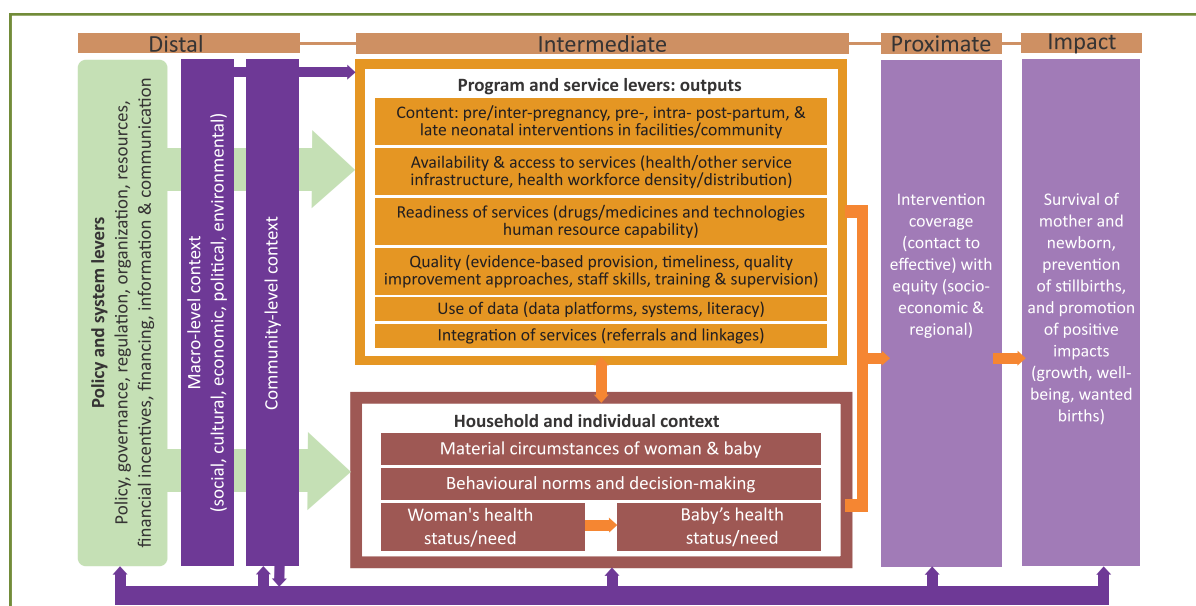 Distal
Intermediate
Proximate
Impact
Policy and system levers
Policy, governance, regulation, organization, resources,
financial incentives, financing, information & communication
Macro-level context
(social, cultural, economic, political, environmental)
Community-level context
Program and service levers: outputs
Content: pre/inter-pregnancy, pre-, intra- post-partum, &
late neonatal interventions in facilities/community
Availability & access to services (health/other service
infrastructure, health workforce density/distribution)
Readiness of services (drugs/medicines and technologies
human resource capability)
Quality (evidence-based provision, timeliness, quality
improvement approaches, staff skills, training & supervision)
Use of data (data platforms, systems, literacy)
Integration of services (referrals and linkages)
Household and individual context
Material circumstances of woman & baby
Behavioural norms and decision-making
Woman's health
status/need
Baby’s health
status/need
Intervention
coverage
(contact to
effective) with
equity (socio-
economic &
regional)
Survival of
mother and
newborn,
prevention
of stillbirths,
and promotion
of positive
impacts
(growth, well-
being, wanted
births)